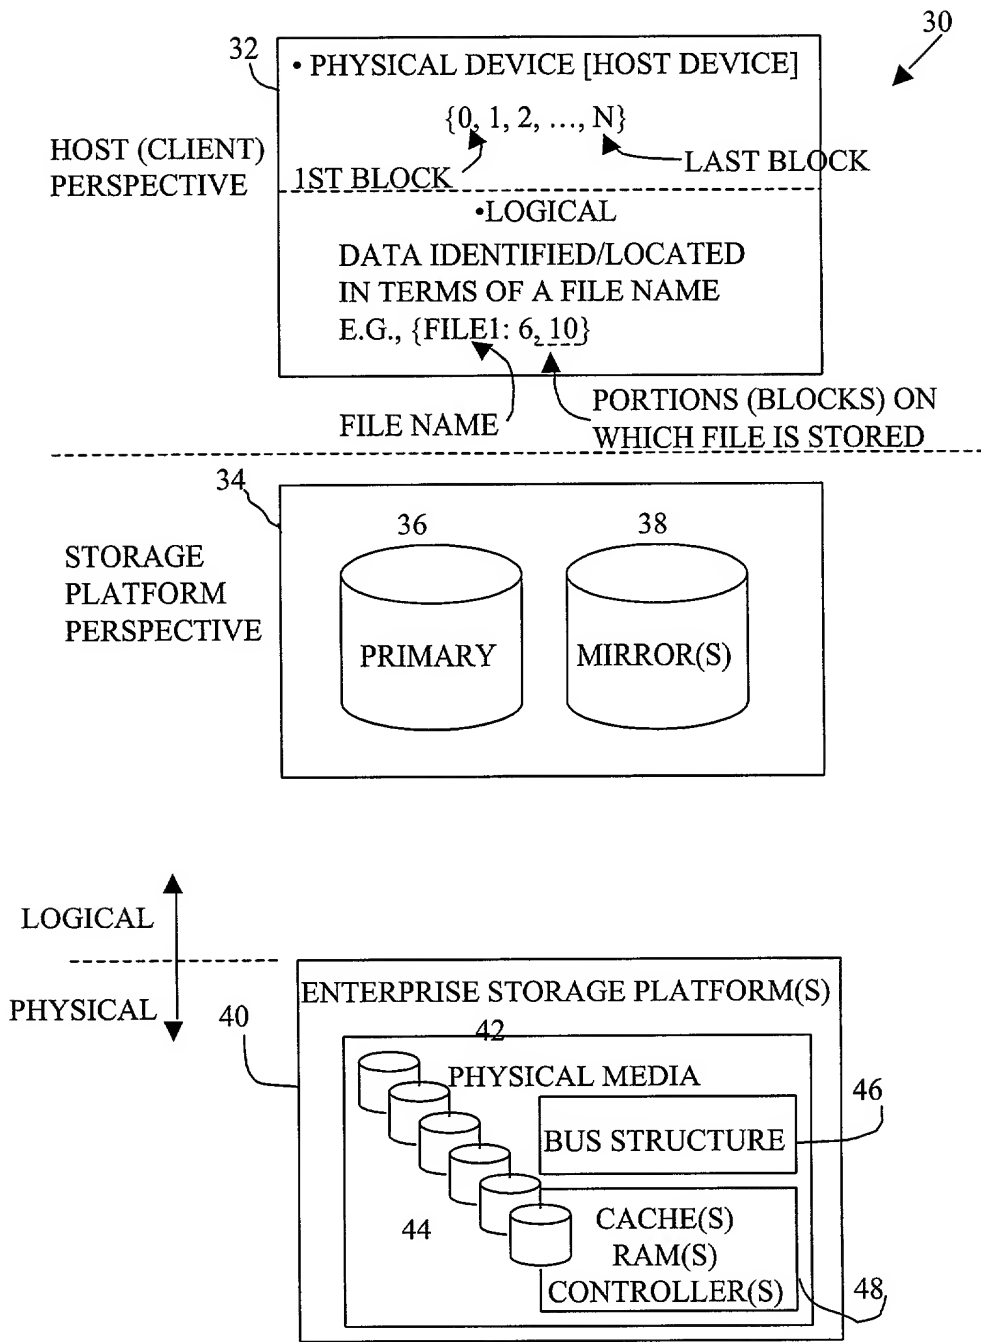 30
32
• PHYSICAL DEVICE [HOST DEVICE]
{0, 1, 2, ..., N}
HOST (CLIENT)
PERSPECTIVE
1ST BLOCK
LAST BLOCK
•LOGICAL
DATA IDENTIFIED/LOCATED
IN TERMS OF A FILE NAME
E.G., {FILE1: 6, 10}
FILE NAME
PORTIONS (BLOCKS) ON
WHICH FILE IS STORED
34
36
38
STORAGE
PLATFORM
PERSPECTIVE
PRIMARY
MIRROR(S)
LOGICAL
PHYSICAL
40
ENTERPRISE STORAGE PLATFORM(S)
42
PHYSICAL MEDIA
46
BUS STRUCTURE
44
CACHE(S)
RAM(S)
CONTROLLER(S)
48